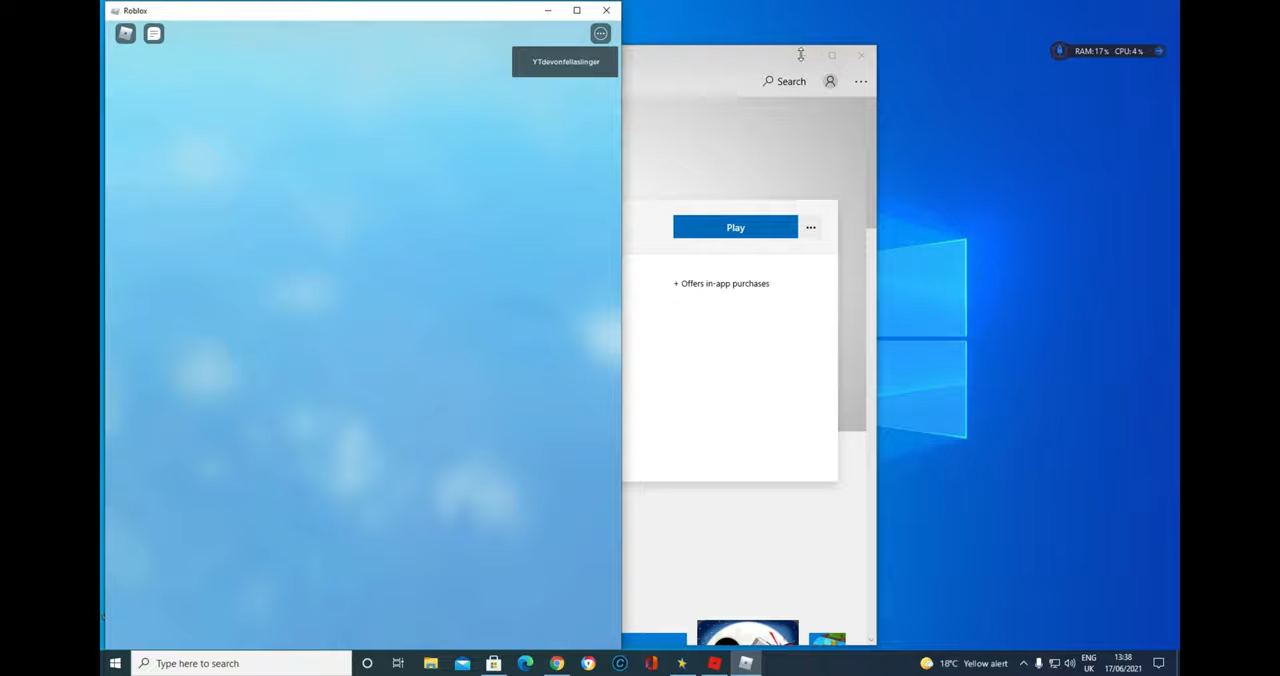 Roblox
YTdevonfellaslinger
Search
Play
+ Offers in-app purchases
RAM: 17% CPU: 4%
Type here to search
18°C Yellow alert
ENG
UK
13:38
17/06/2021